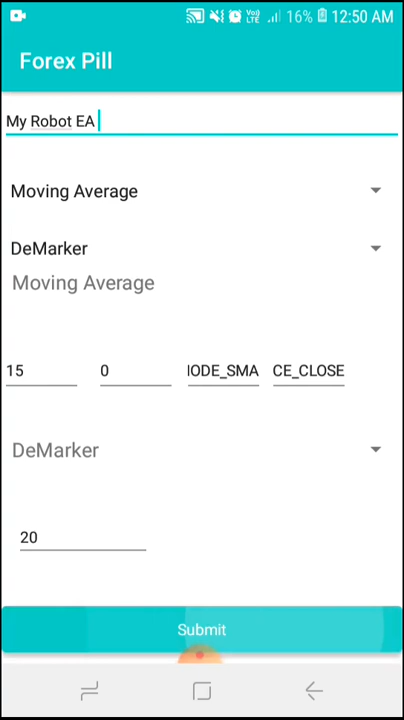 16% 12:50 AM
Forex Pill
My Robot EA
Moving Average
DeMarker
Moving Average
15 0 IODE_SMA CE_CLOSE
DeMarker
20
Submit